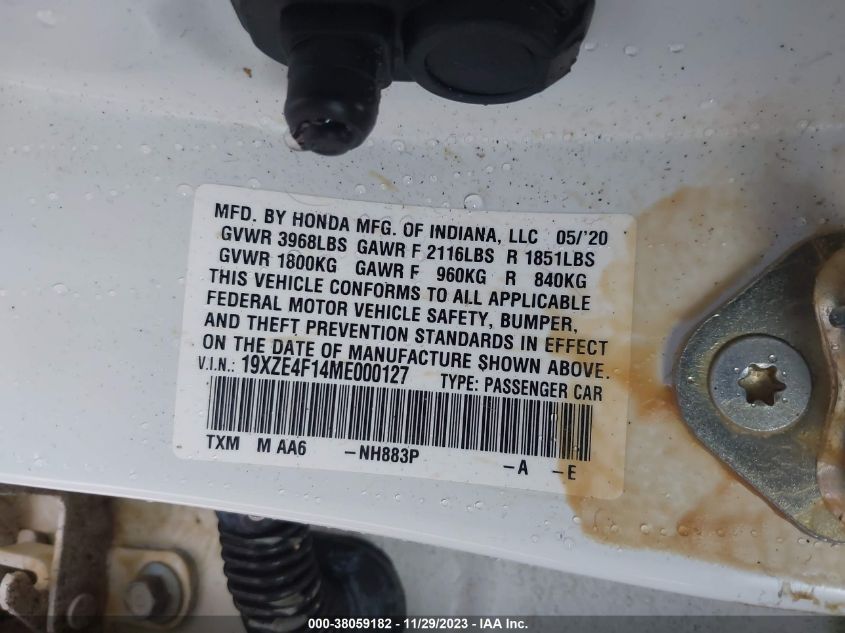 MFD. BY HONDA MFG. OF INDIANA, LLC 05/'20
GVWR 3968LBS GAWR F 2116LBS R 1851LBS
GVWR 1800KG GAWR F 960KG R 840KG
THIS VEHICLE CONFORMS TO ALL APPLICABLE
FEDERAL MOTOR VEHICLE SAFETY, BUMPER,
AND THEFT PREVENTION STANDARDS IN EFFECT
ON THE DATE OF MANUFACTURE SHOWN ABOVE.
V.I.N.: 19XZE4F14ME000127 TYPE: PASSENGER CAR
TXM M AA6 -NH883P -A -E
000-38059182 - 11/29/2023 - IAA Inc.